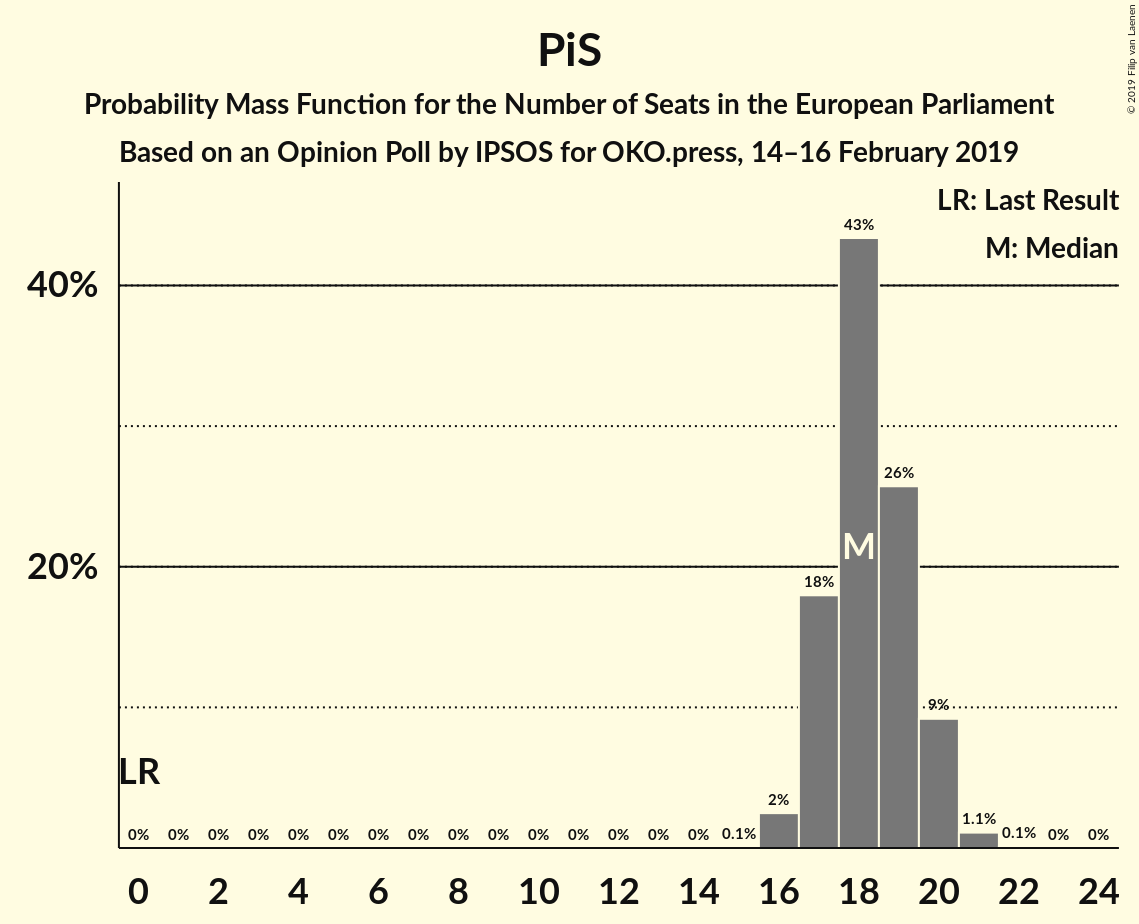 PiS
Probability Mass Function for the Number of Seats in the European Parliament
Based on an Opinion Poll by IPSOS for OKO.press, 14–16 February 2019
© 2019 Filip van Laenen
LR: Last Result
M: Median
43%
40%
26%
M
20%
18%
9%
LR
2%
1.1%
0% 0% 0% 0% 0% 0% 0% 0% 0% 0% 0% 0% 0% 0% 0% 0.1% 0.1% 0% 0%
0 2 4 6 8 10 12 14 16 18 20 22 24